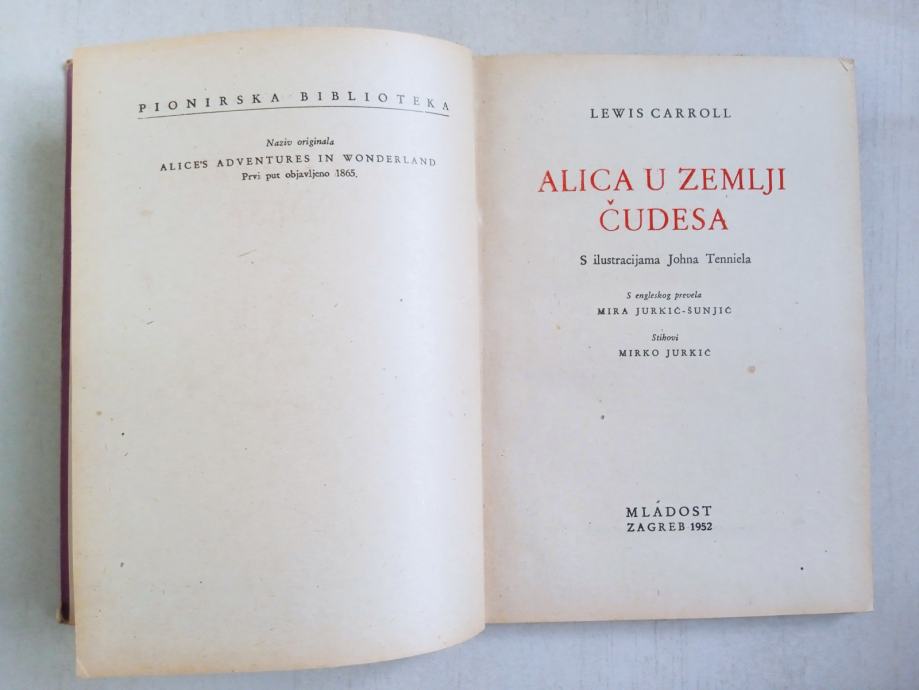 PIONIRSKA BIBLIOTEKA
Naziv originala
ALICE'S ADVENTURES IN WONDERLAND
Prvi put objavljeno 1865.
LEWIS CARROLL
ALICA U ZEMLJI
ČUDESA
S ilustracijama Johna Tenniela
S engleskog prevela
MIRA JURKIĆ-ŠUNJIĆ
Stihovi
MIRKO JURKIĆ
MLADOST
ZAGREB 1952